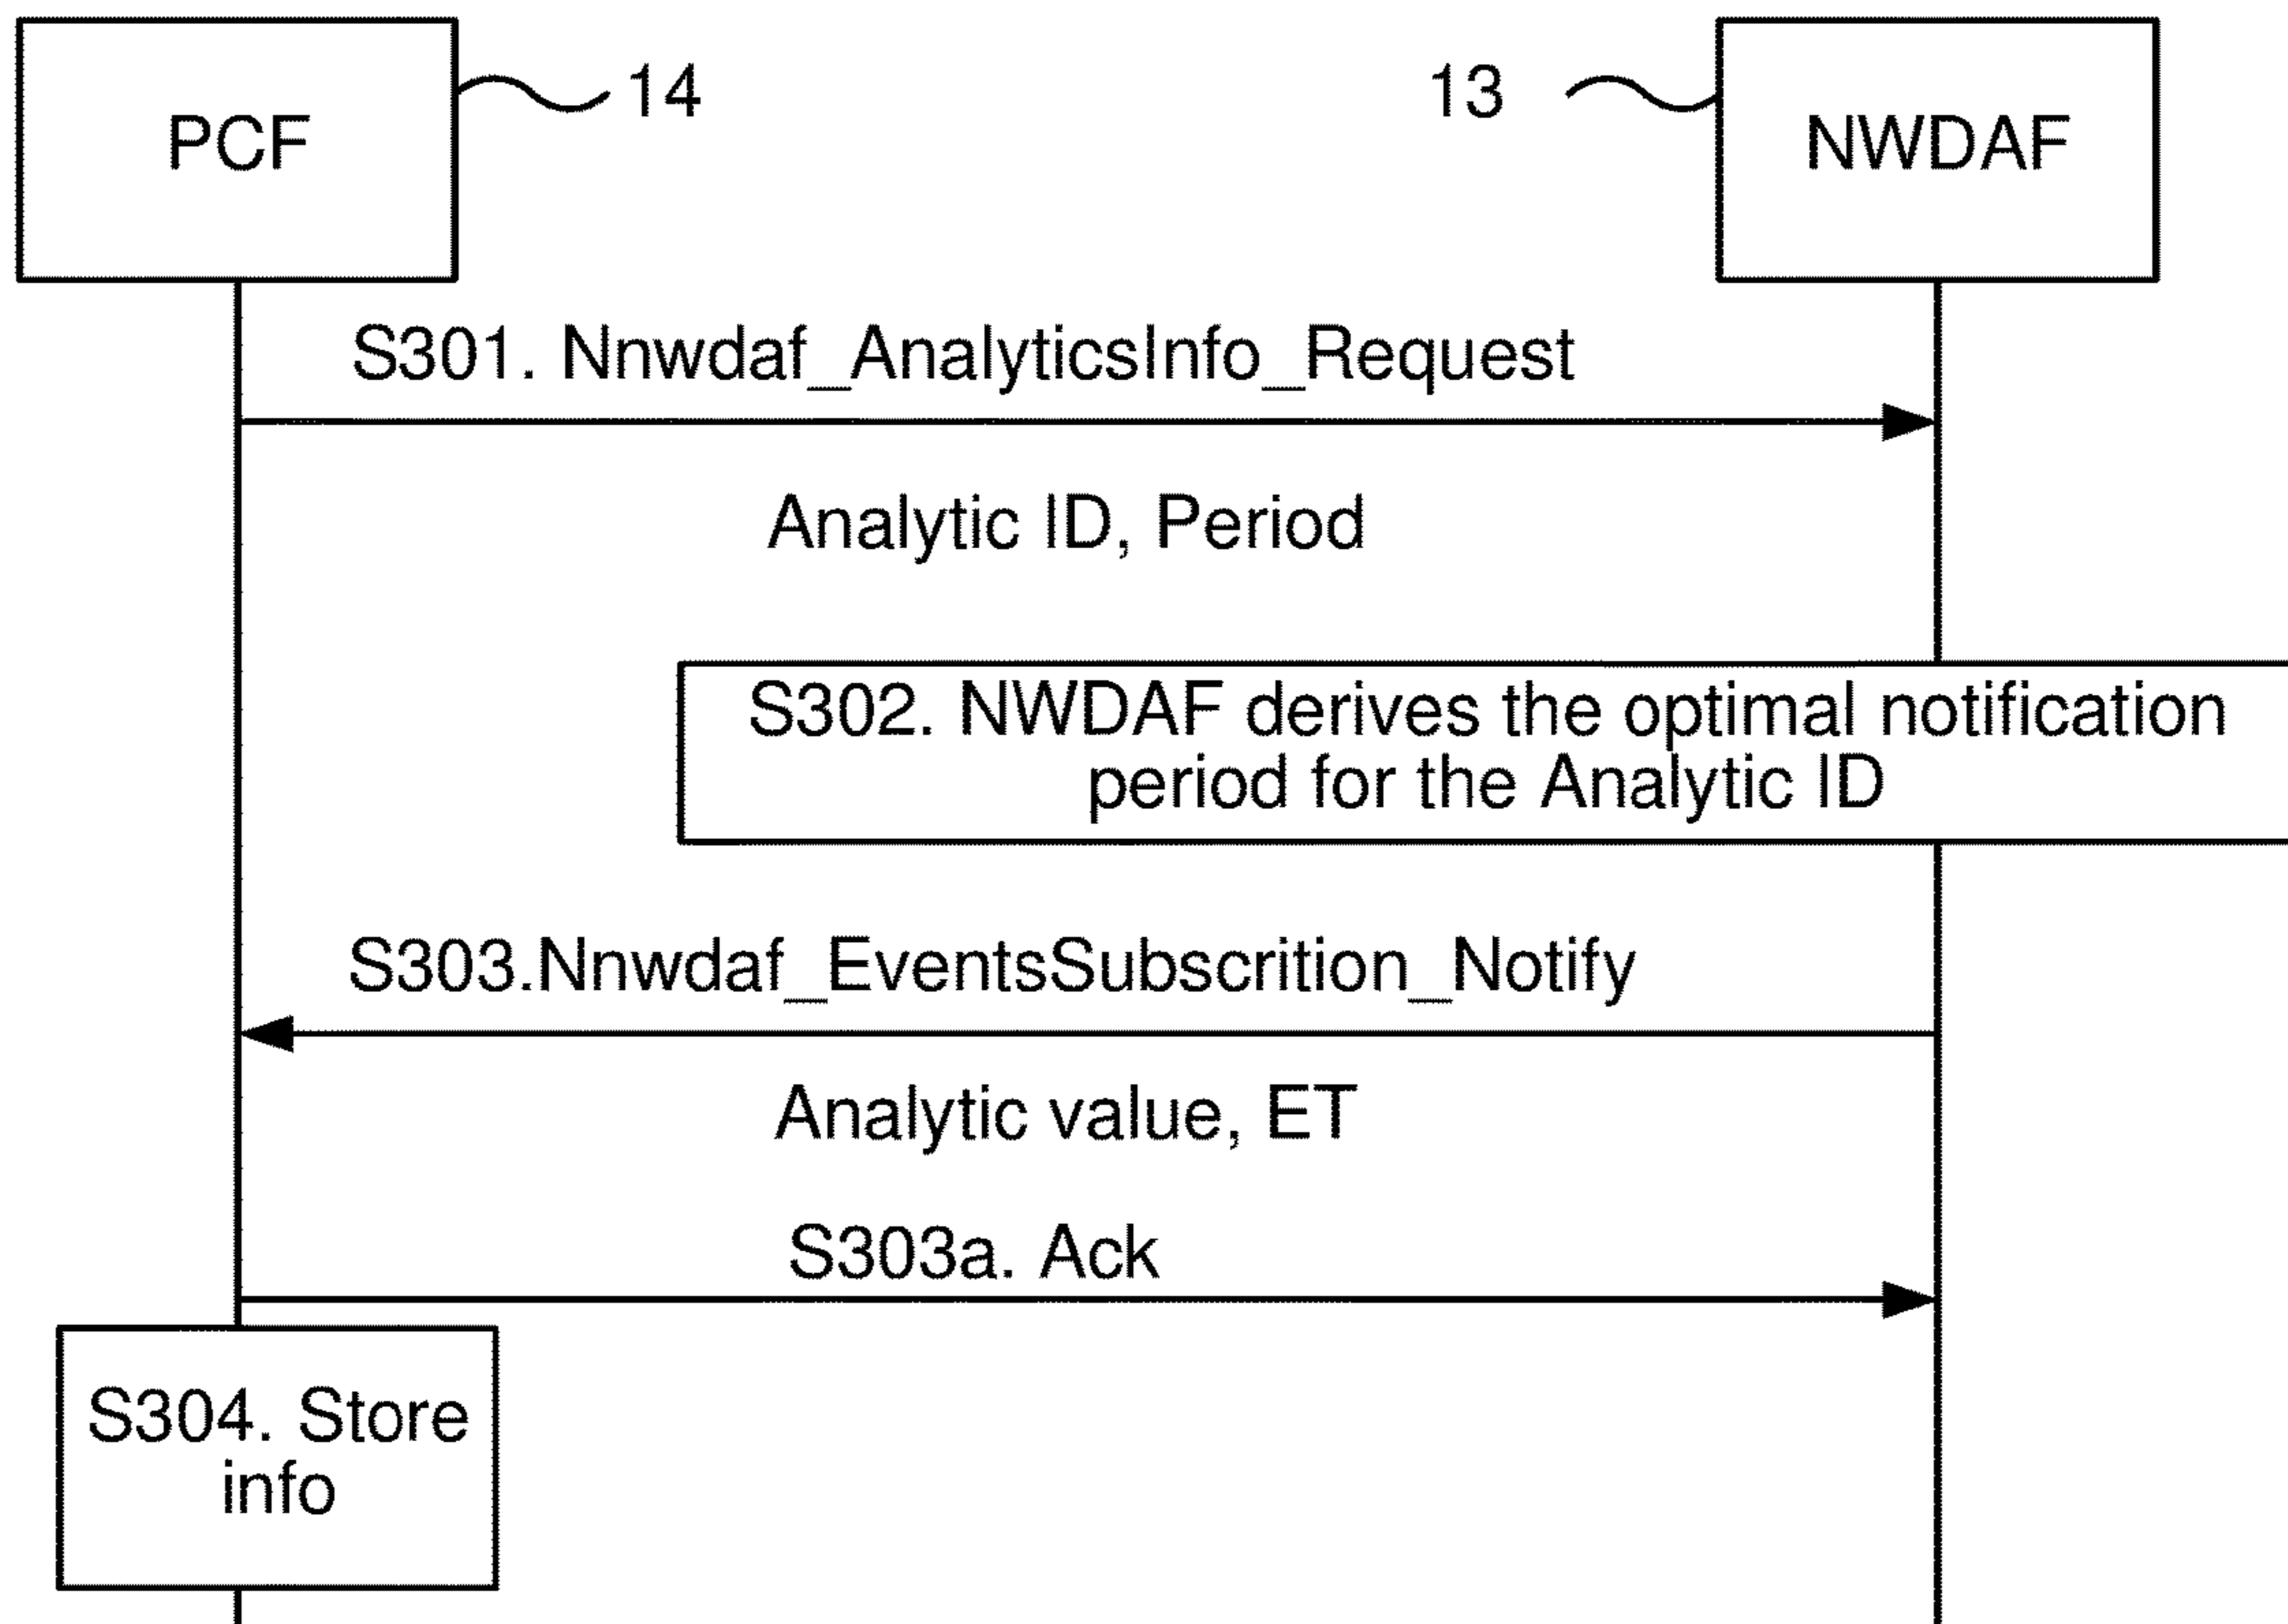 PCF
14
13
NWDAF
S301. Nnwdaf_AnalyticsInfo_Request
Analytic ID, Period
S302. NWDAF derives the optimal notification
period for the Analytic ID
S303.Nnwdaf_EventsSubscrition_Notify
Analytic value, ET
S303a. Ack
S304. Store
info